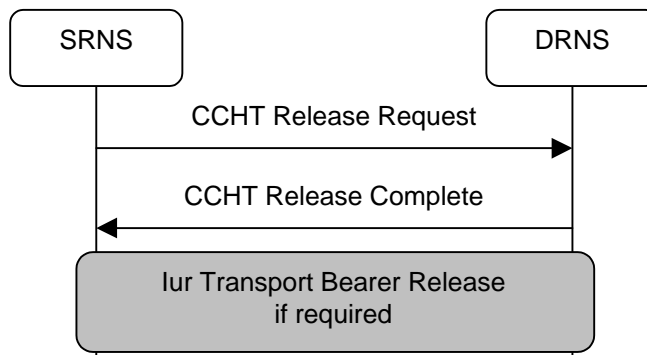 SRNS
DRNS
CCHT Release Request
CCHT Release Complete
Iur Transport Bearer Release
if required